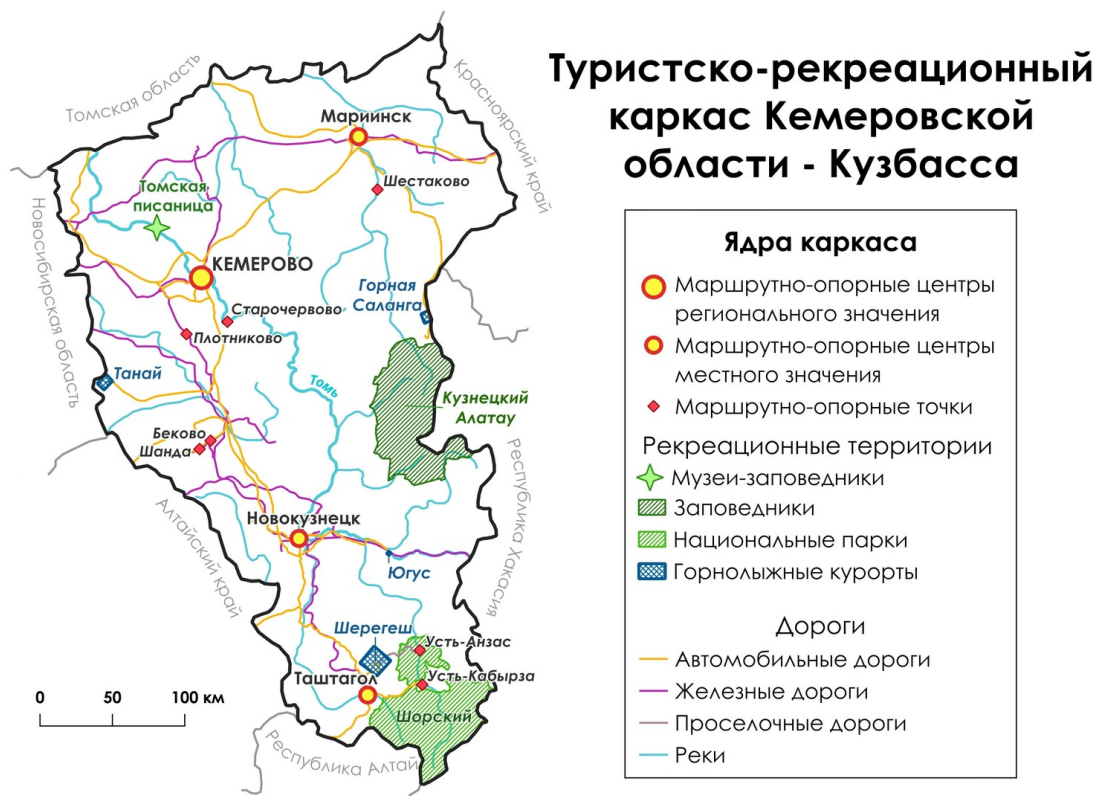 Туристско-рекреационный
каркас Кемеровской
области - Кузбасса
Томская область
Красноярский край
Мариинск
Шестаково
Томская
писаница
Новосибирская область
КЕМЕРОВО
Горная
Саланга
Старочервово
Плотниково
Танай
Томь
Кузнецкий
Алатау
Беково
Шанда
Республика Хакасия
Алтайский край
Новокузнецк
Югус
Шерегеш
Усть-Анзас
Усть-Кабырза
Таштагол
Шорский
Республика Алтай
0 50 100 км
Ядра каркаса
Маршрутно-опорные центры
регионального значения
Маршрутно-опорные центры
местного значения
Маршрутно-опорные точки
Рекреационные территории
Музеи-заповедники
Заповедники
Национальные парки
Горнолыжные курорты
Дороги
Автомобильные дороги
Железные дороги
Проселочные дороги
Реки